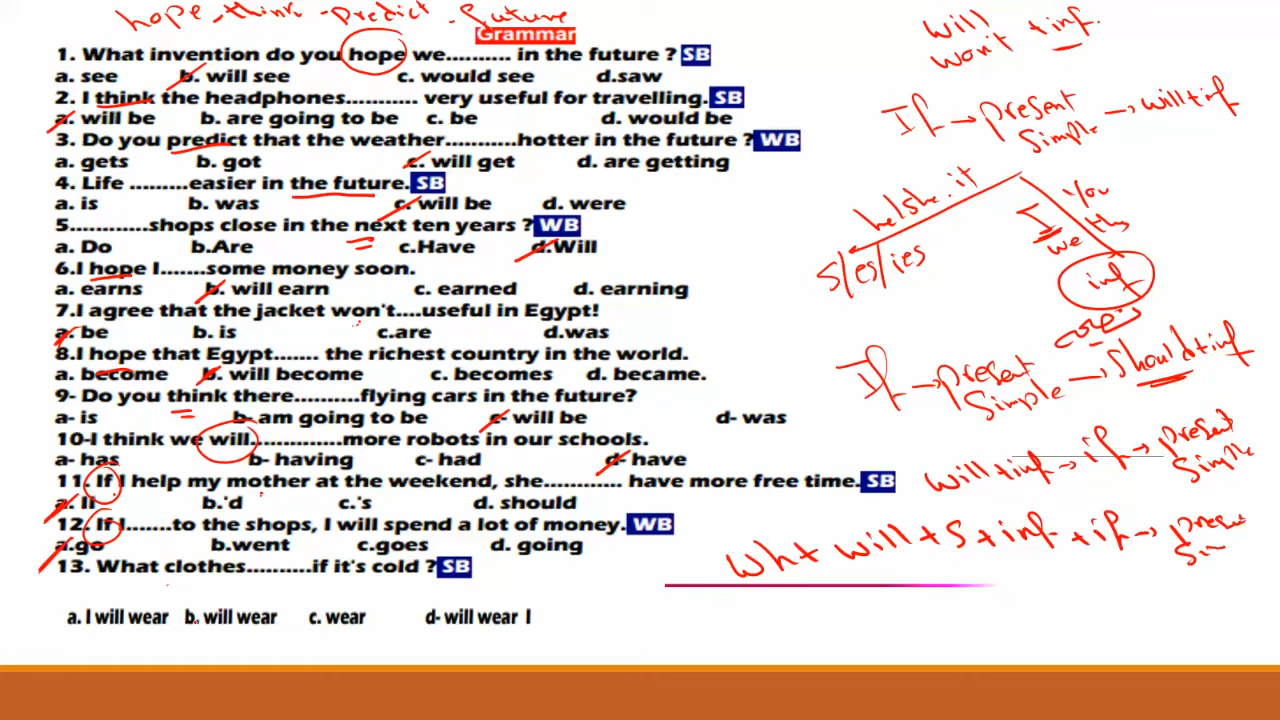 hope, think - Predict - future
Grammar
1. What invention do you hope we.......... in the future ? SB
a. see b. will see c. would see d.saw
2. I think the headphones........... very useful for travelling. SB
a. will be b. are going to be c. be d. would be
3. Do you predict that the weather...........hotter in the future ? WB
a. gets b. got c. will get d. are getting
4. Life .........easier in the future. SB
a. is b. was c. will be d. were
5............shops close in the next ten years ? WB
a. Do b.Are c.Have d.Will
6.I hope I.......some money soon.
a. earns b. will earn c. earned d. earning
7.I agree that the jacket won't....useful in Egypt!
a. be b. is c.are d.was
8.I hope that Egypt....... the richest country in the world.
a. become b. will become c. becomes d. became.
9- Do you think there..........flying cars in the future?
a- is b- am going to be c- will be d- was
10-I think we will..............more robots in our schools.
a- has b- having c- had d- have
11. If I help my mother at the weekend, she............ have more free time. SB
a. ll b.'d c.'s d. should
12. If I.......to the shops, I will spend a lot of money. WB
a.go b.went c.goes d. going
13. What clothes..........if it's cold ? SB
a. I will wear b. will wear c. wear d- will wear I
will
won't + inf.
If → present
simple → will + inf
he/she.it
You
I
we
s/es/ies
inf
If → present
simple → should + inf
will + inf → if → present
simple
Wht will + S + inf + if → present